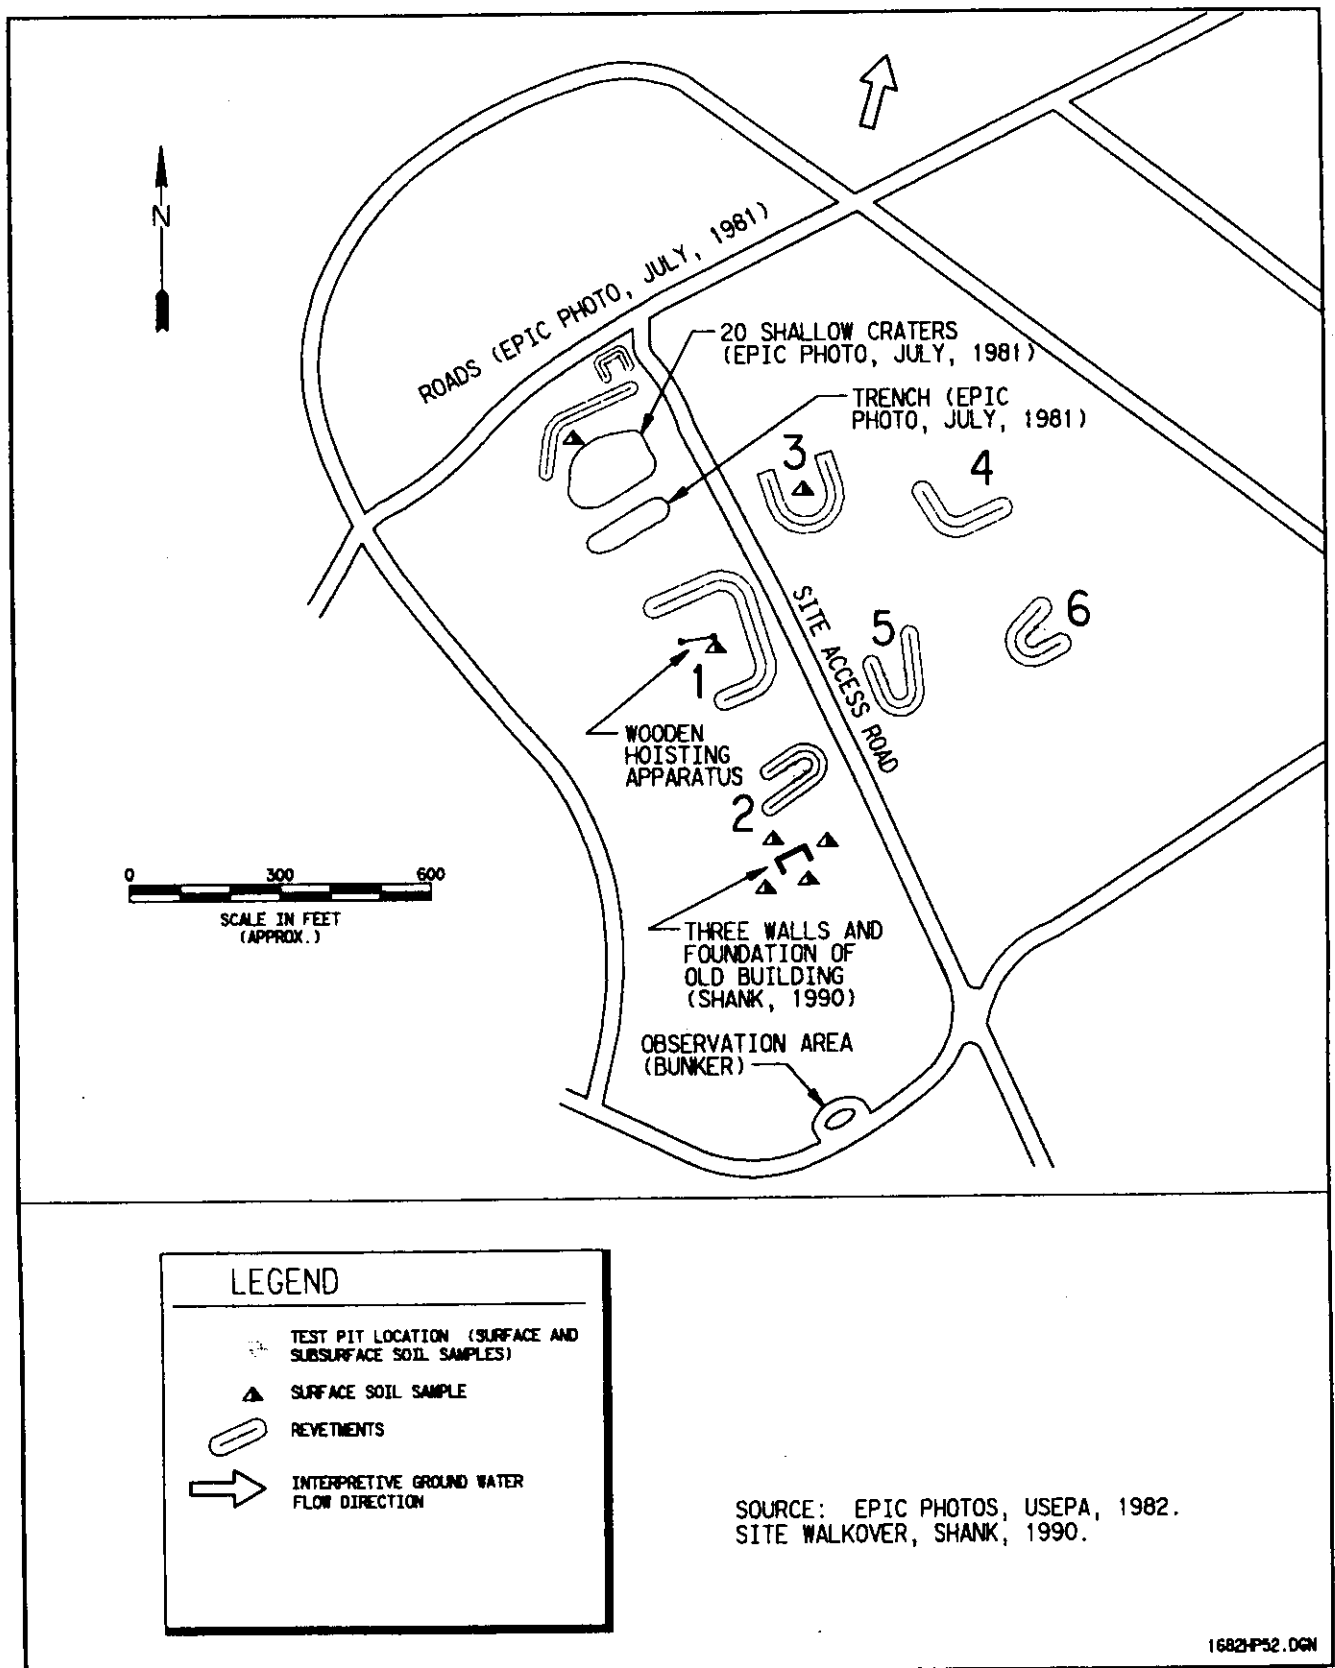 N
ROADS (EPIC PHOTO, JULY, 1981)
20 SHALLOW CRATERS
(EPIC PHOTO, JULY, 1981)
TRENCH (EPIC
PHOTO, JULY, 1981)
3
4
5
6
SITE ACCESS ROAD
1
WOODEN
HOISTING
APPARATUS
2
0 300 600
SCALE IN FEET
(APPROX.)
THREE WALLS AND
FOUNDATION OF
OLD BUILDING
(SHANK, 1990)
OBSERVATION AREA
(BUNKER)
LEGEND
TEST PIT LOCATION (SURFACE AND
SUBSURFACE SOIL SAMPLES)
SURFACE SOIL SAMPLE
REVETMENTS
INTERPRETIVE GROUND WATER
FLOW DIRECTION
SOURCE: EPIC PHOTOS, USEPA, 1982.
SITE WALKOVER, SHANK, 1990.
1682HP52.DGN